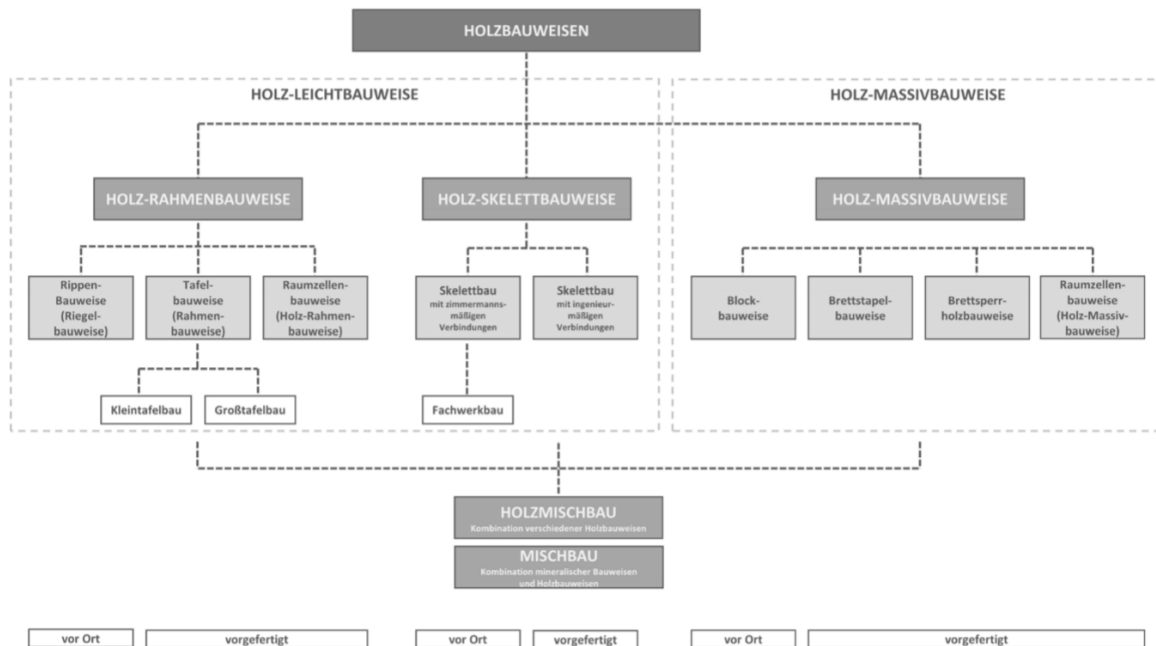 HOLZBAUWEISEN
HOLZ-LEICHTBAUWEISE
HOLZ-MASSIVBAUWEISE
HOLZ-RAHMENBAUWEISE
HOLZ-SKELETTBAUWEISE
HOLZ-MASSIVBAUWEISE
Rippen-
Bauweise
(Riegel-
bauweise)
Tafel-
bauweise
(Rahmen-
bauweise)
Raumzellen-
bauweise
(Holz-Rahmen-
bauweise)
Skelettbau
mit zimmermanns-
mäßigen
Verbindungen
Skelettbau
mit ingenieur-
mäßigen
Verbindungen
Block-
bauweise
Brettstapel-
bauweise
Brettsperr-
holzbauweise
Raumzellen-
bauweise
(Holz-Massiv-
bauweise)
Kleintafelbau
Großtafelbau
Fachwerkbau
HOLZMISCHBAU
Kombination verschiedener Holzbauweisen
MISCHBAU
Kombination mineralischer Bauweisen
und Holzbauweisen
vor Ort
vorgefertigt
vor Ort
vorgefertigt
vor Ort
vorgefertigt